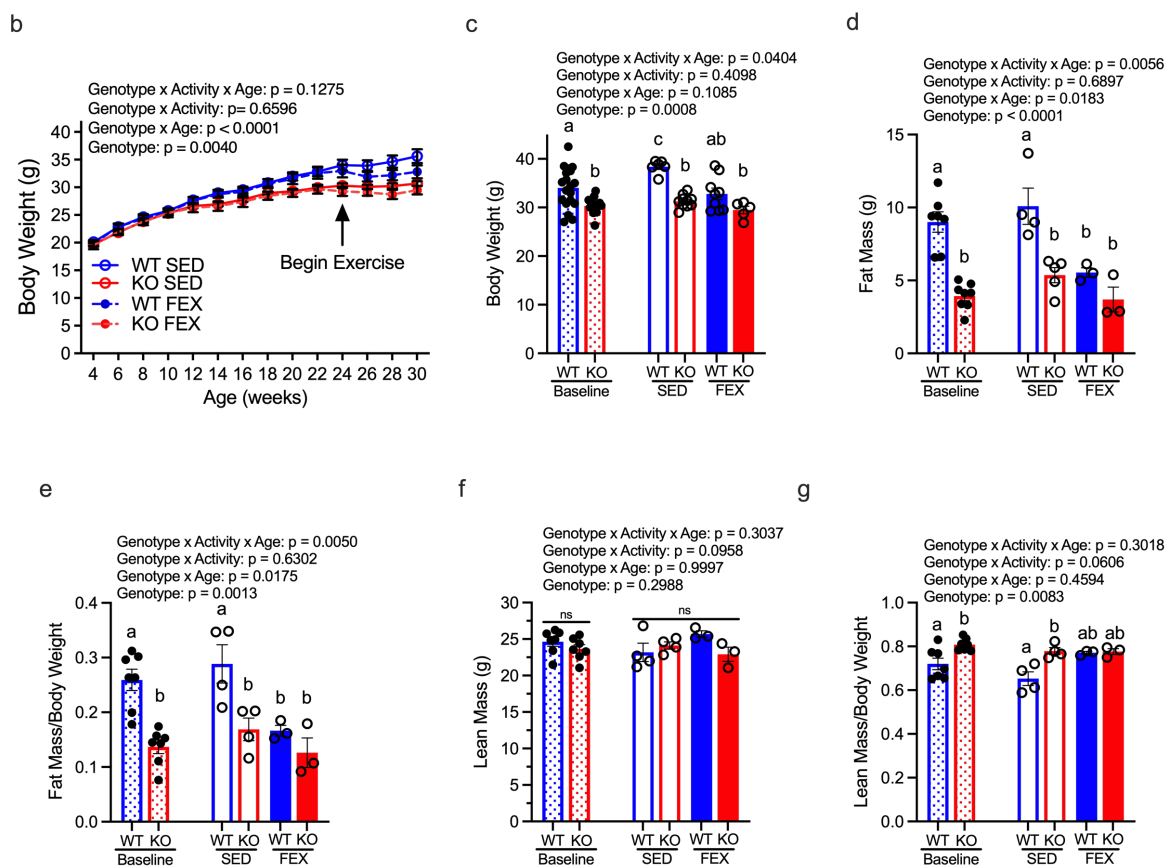 b
Genotype x Activity x Age: p = 0.1275
Genotype x Activity: p= 0.6596
Genotype x Age: p < 0.0001
Genotype: p = 0.0040
Body Weight (g)
40
35
30
25
20
15
10
5
0
Begin Exercise
WT SED
KO SED
WT FEX
KO FEX
4 6 8 10 12 14 16 18 20 22 24 26 28 30
Age (weeks)
c
Genotype x Activity x Age: p = 0.0404
Genotype x Activity: p = 0.4098
Genotype x Age: p = 0.1085
Genotype: p = 0.0008
Body Weight (g)
40
30
20
10
0
a b c b ab b
WT KO WT KO WT KO
Baseline SED FEX
d
Genotype x Activity x Age: p = 0.0056
Genotype x Activity: p = 0.6897
Genotype x Age: p = 0.0183
Genotype: p < 0.0001
Fat Mass (g)
15
10
5
0
a b a b b b
WT KO WT KO WT KO
Baseline SED FEX
e
Genotype x Activity x Age: p = 0.0050
Genotype x Activity: p = 0.6302
Genotype x Age: p = 0.0175
Genotype: p = 0.0013
Fat Mass/Body Weight
0.4
0.3
0.2
0.1
0.0
a b a b b b
WT KO WT KO WT KO
Baseline SED FEX
f
Genotype x Activity x Age: p = 0.3037
Genotype x Activity: p = 0.0958
Genotype x Age: p = 0.9997
Genotype: p = 0.2988
Lean Mass (g)
30
25
20
15
10
5
0
ns ns
WT KO WT KO WT KO
Baseline SED FEX
g
Genotype x Activity x Age: p = 0.3018
Genotype x Activity: p = 0.0606
Genotype x Age: p = 0.4594
Genotype: p = 0.0083
Lean Mass/Body Weight
1.0
0.8
0.6
0.4
0.2
0.0
a b a b ab ab
WT KO WT KO WT KO
Baseline SED FEX